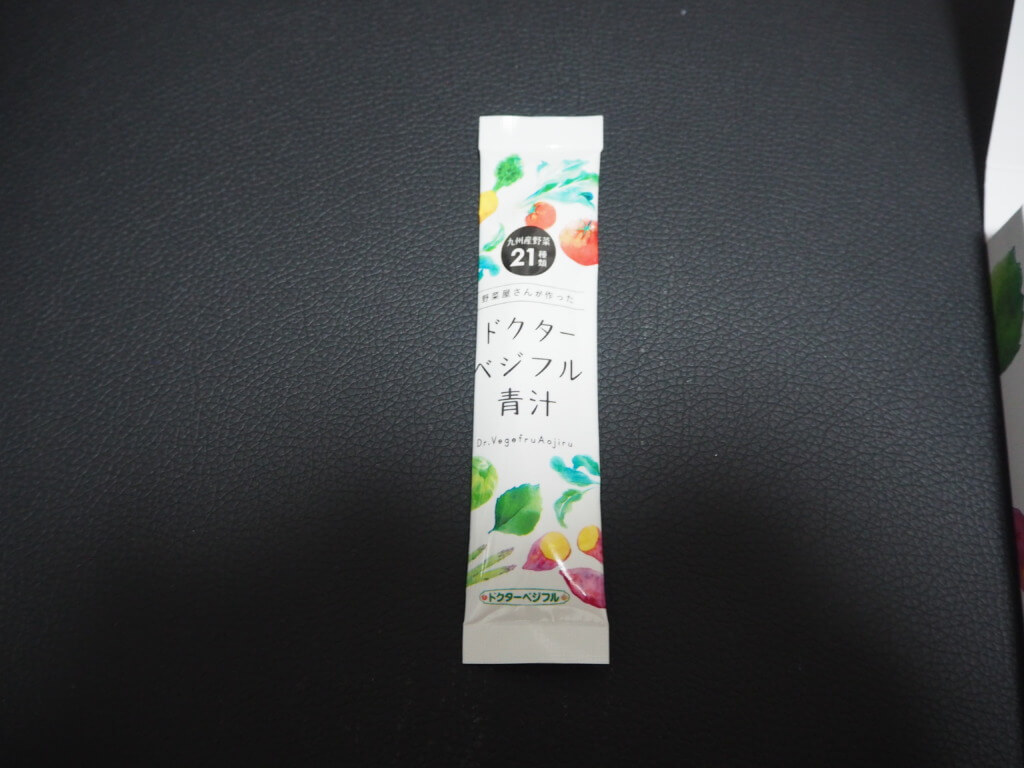 九州産野菜
21種類
野菜屋さんが作った
ドクター
ベジフル
青汁
Dr.VegefruAojiru
ドクターベジフル